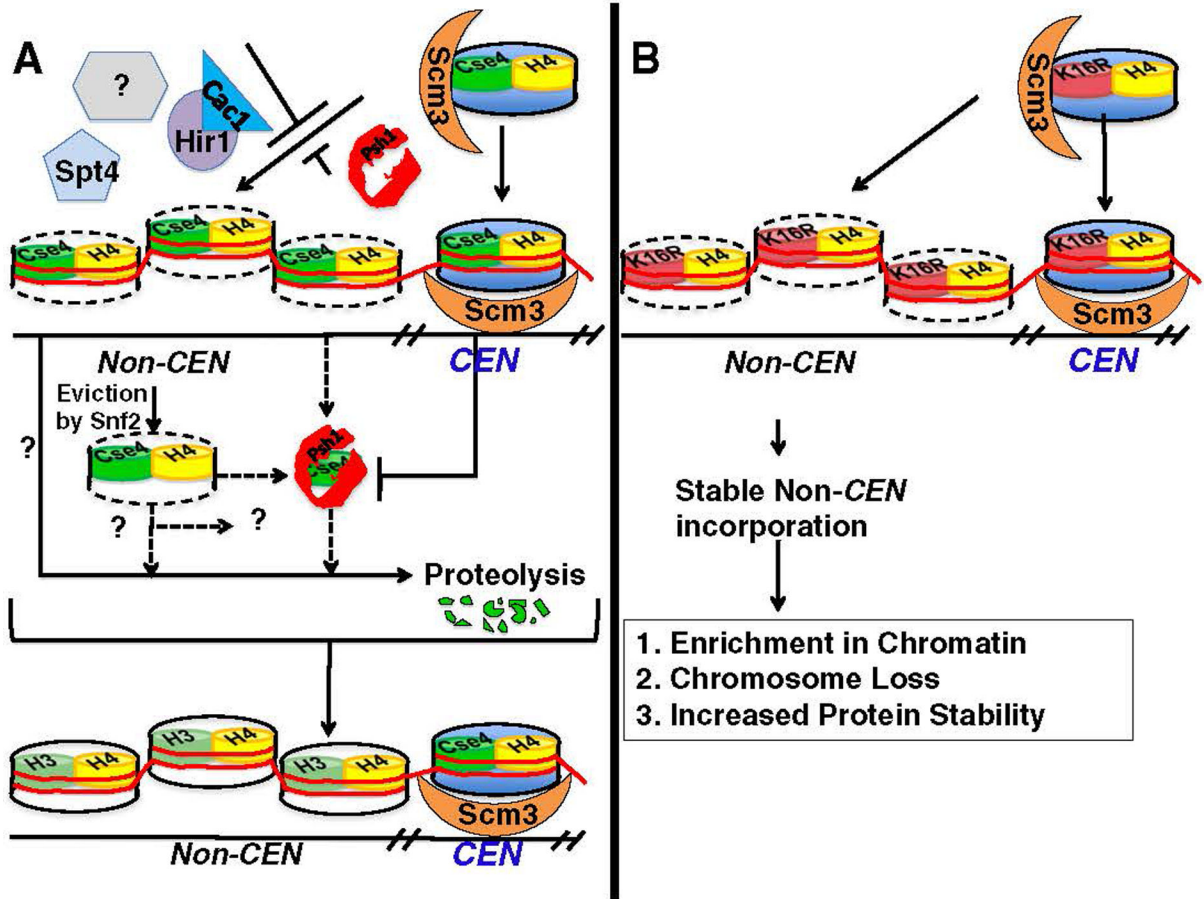 A
?
Cac1
Hir1
Spt4
Psh1
Scm3
Cse4 H4
Cse4 H4
Cse4 H4
Cse4 H4
Cse4 H4
Scm3
Non-CEN
CEN
Eviction
by Snf2
?
Cse4 H4
Psh1
Cse4
?
?
Proteolysis
H3 H4
H3 H4
H3 H4
Cse4 H4
Scm3
Non-CEN
CEN
B
Scm3
K16R H4
K16R H4
K16R H4
K16R H4
K16R H4
Scm3
Non-CEN
CEN
Stable Non-CEN
incorporation
1. Enrichment in Chromatin
2. Chromosome Loss
3. Increased Protein Stability